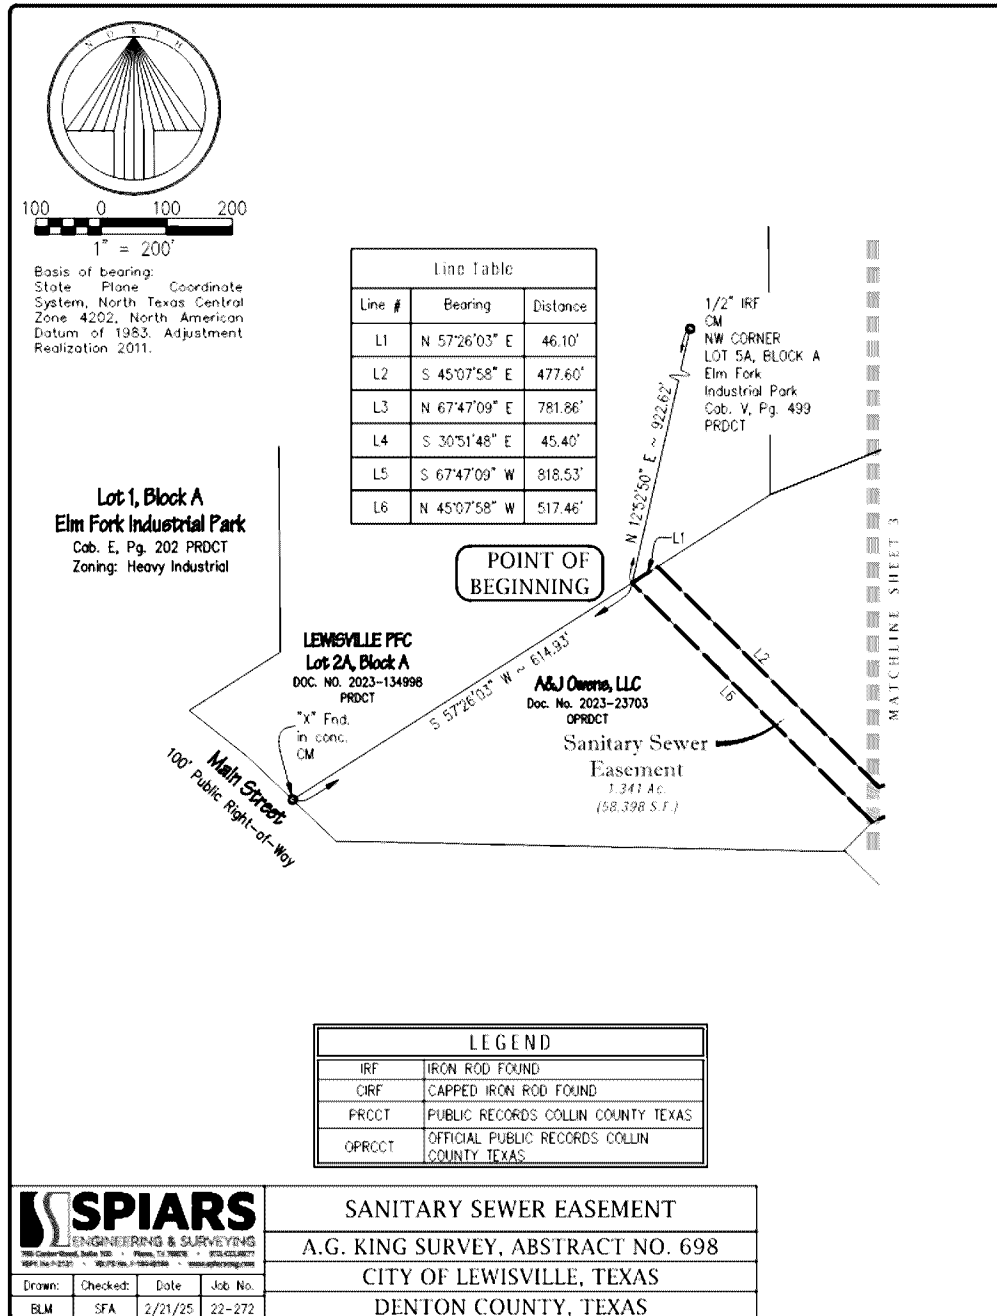 NORTH
100 0 100 200
1" = 200'
Basis of bearing:
State Plane Coordinate
System, North Texas Central
Zone 4202, North American
Datum of 1983. Adjustment
Realization 2011.
Line Table
Line # Bearing Distance
L1 N 57°26'03" E 46.10'
L2 S 45°07'58" E 477.60'
L3 N 67°47'09" E 781.86'
L4 S 30°51'48" E 45.40'
L5 S 67°47'09" W 818.53'
L6 N 45°07'58" W 517.46'
1/2" IRF
CM
NW CORNER
LOT 5A, BLOCK A
Elm Fork
Industrial Park
Cab. V, Pg. 499
PRDCT
N 12°52'50" E ~ 922.62'
L1
Lot 1, Block A
Elm Fork Industrial Park
Cab. E, Pg. 202 PRDCT
Zoning: Heavy Industrial
POINT OF
BEGINNING
MATCHLINE SHEET 3
LEWISVILLE PFC
Lot 2A, Block A
DOC. NO. 2023-134998
PRDCT
S 57°26'03" W ~ 614.93'
L2
L6
A&J Owens, LLC
Doc. No. 2023-23703
OPRDCT
"X" Fnd.
in conc.
CM
Sanitary Sewer
Easement
1.341 Ac.
(58,398 S.F.)
Main Street
100' Public Right-of-Way
LEGEND
IRF IRON ROD FOUND
CIRF CAPPED IRON ROD FOUND
PRCCT PUBLIC RECORDS COLLIN COUNTY TEXAS
OPRCCT OFFICIAL PUBLIC RECORDS COLLIN
COUNTY TEXAS
SPIARS
ENGINEERING & SURVEYING
Drawn: Checked: Date Job No.
BLM SFA 2/21/25 22-272
SANITARY SEWER EASEMENT
A.G. KING SURVEY, ABSTRACT NO. 698
CITY OF LEWISVILLE, TEXAS
DENTON COUNTY, TEXAS